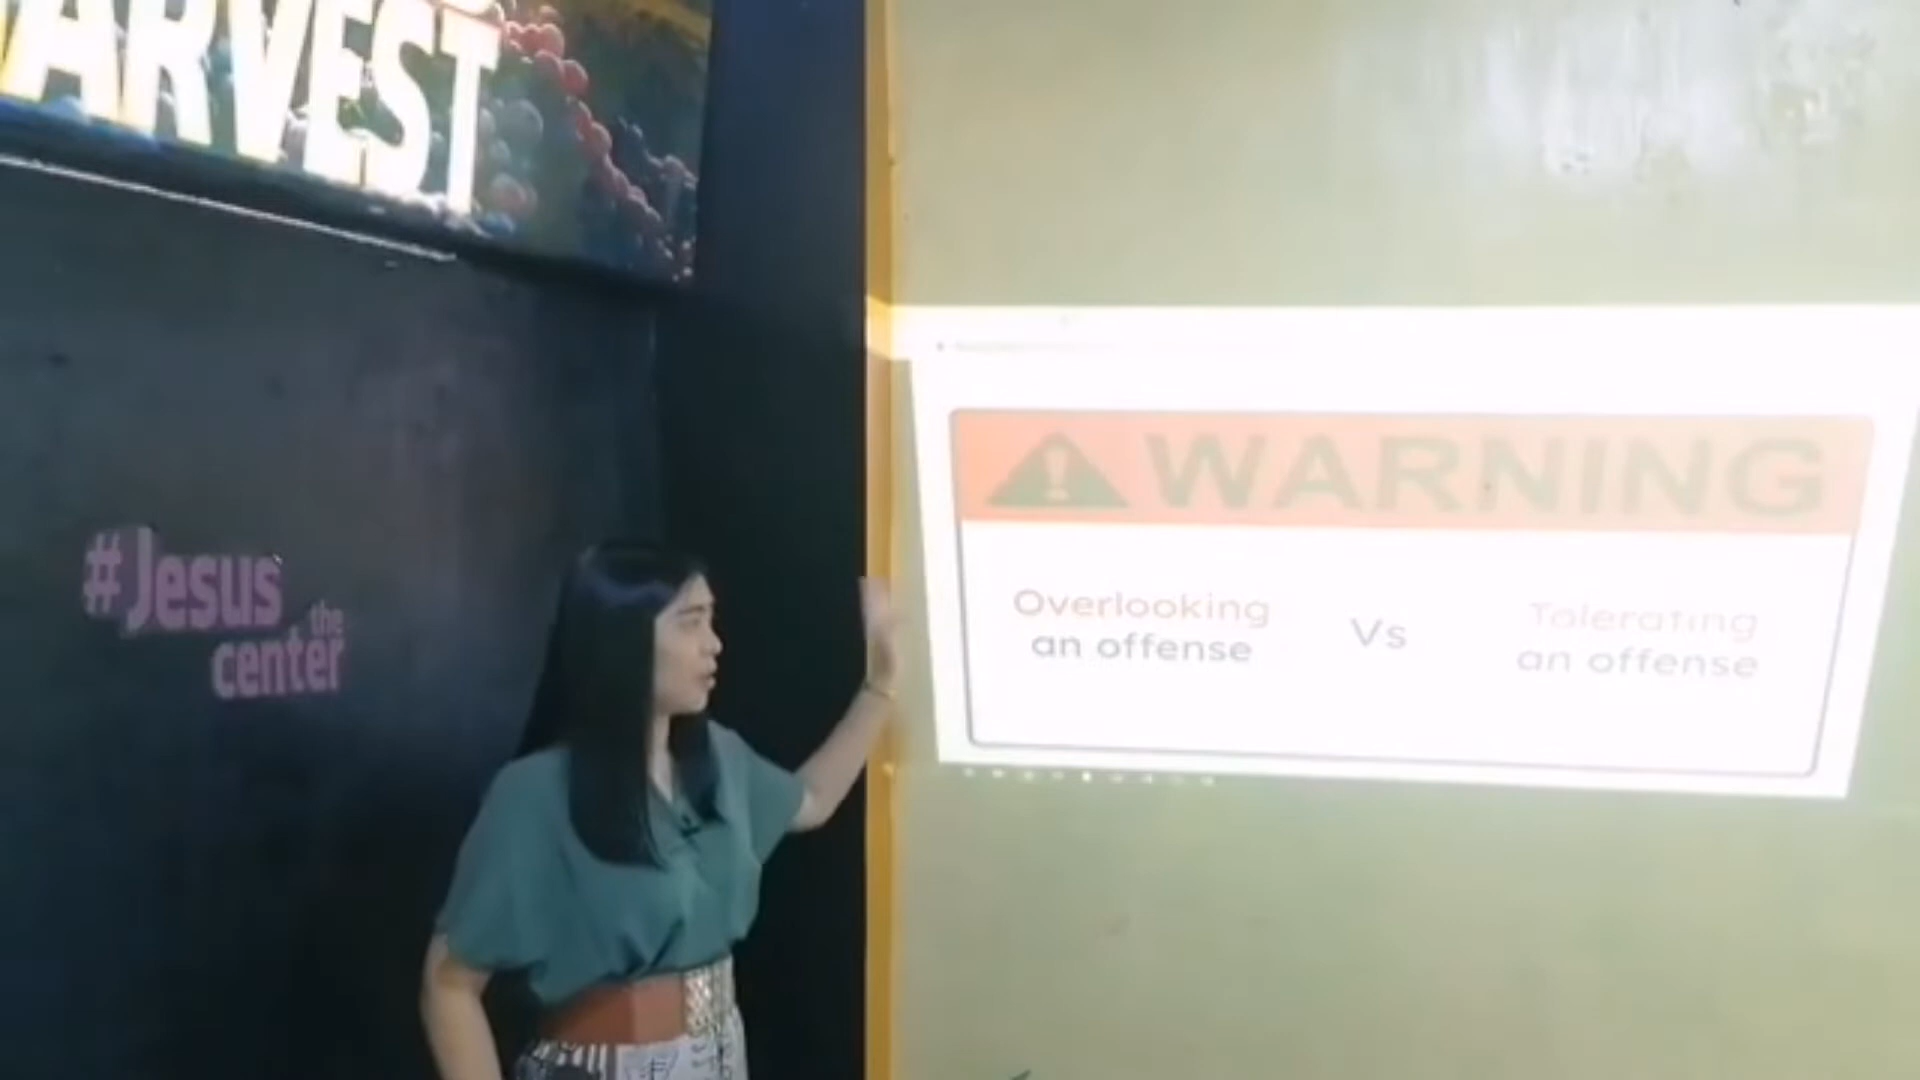 ARVEST
#Jesus
the
center
WARNING
Overlooking
an offense
Vs
Tolerating
an offense